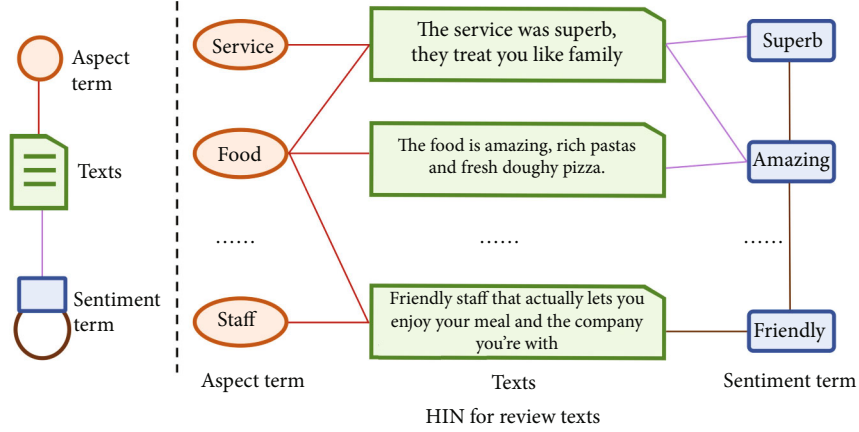 Aspect
term
Texts
Sentiment
term
Service
The service was superb,
they treat you like family
Superb
Food
The food is amazing, rich pastas
and fresh doughy pizza.
Amazing
......
......
......
Staff
Friendly staff that actually lets you
enjoy your meal and the company
you're with
Friendly
Aspect term
Texts
Sentiment term
HIN for review texts